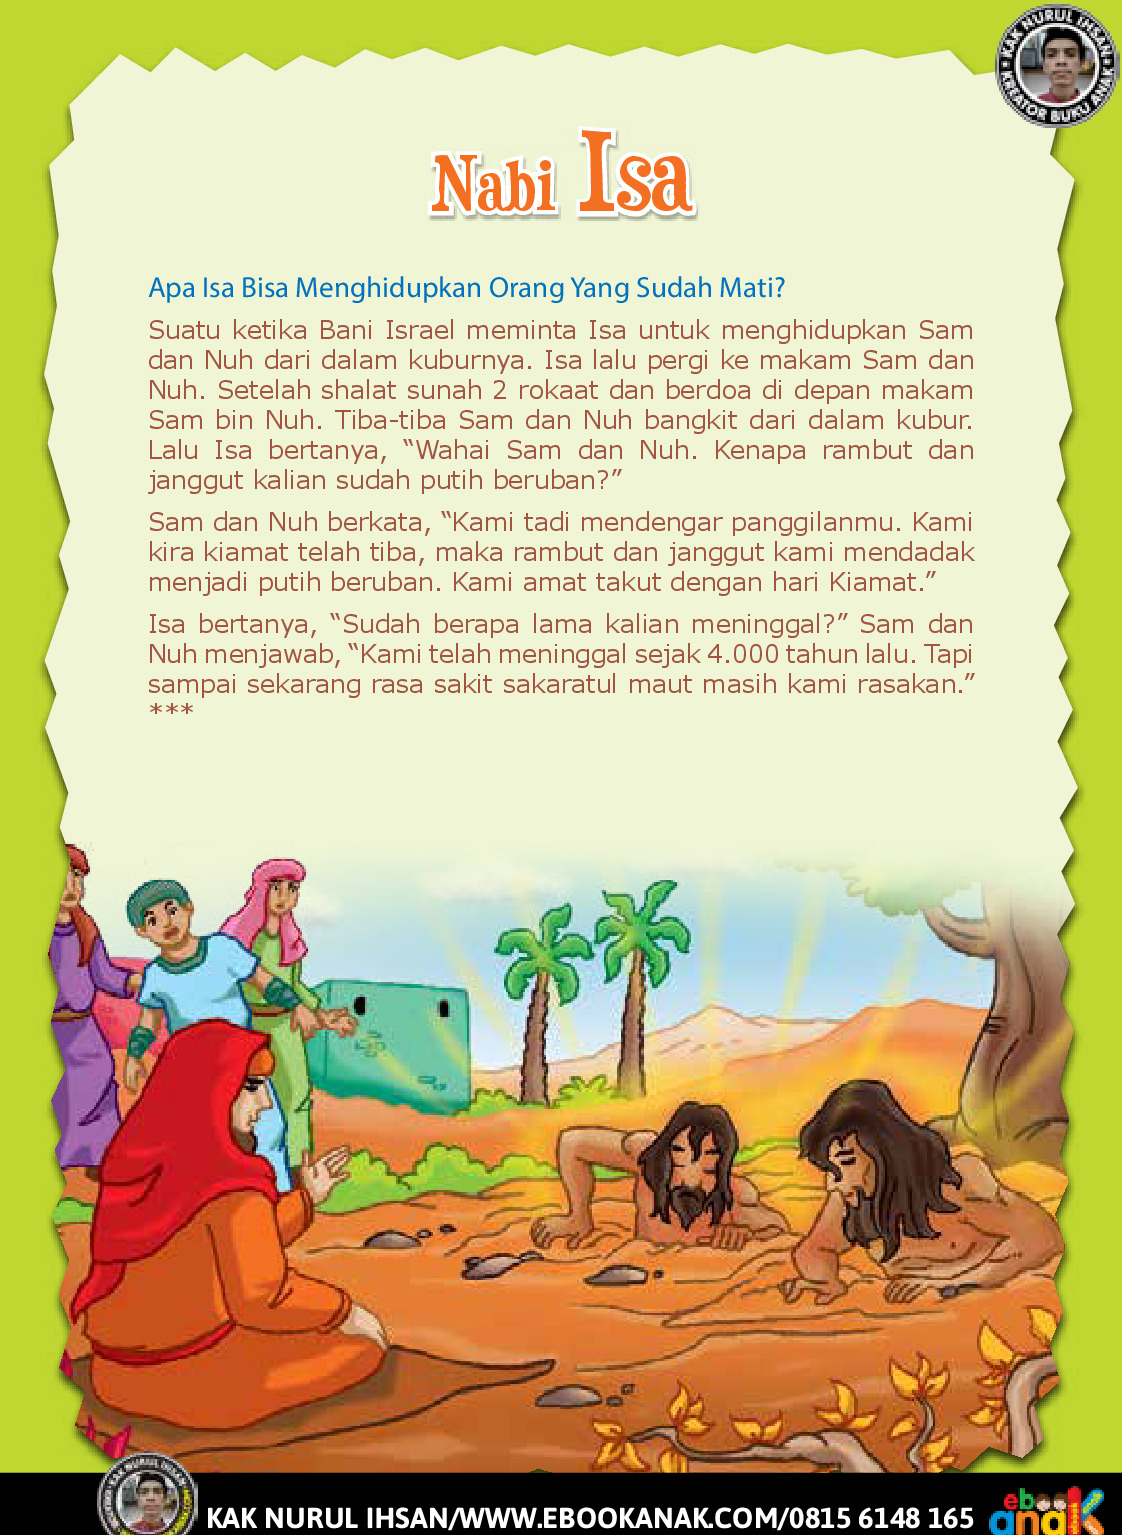 KAK NURUL IHSAN
KREATOR BUKU ANAK
Nabi Isa
Apa Isa Bisa Menghidupkan Orang Yang Sudah Mati?
Suatu ketika Bani Israel meminta Isa untuk menghidupkan Sam
dan Nuh dari dalam kuburnya. Isa lalu pergi ke makam Sam dan
Nuh. Setelah shalat sunah 2 rokaat dan berdoa di depan makam
Sam bin Nuh. Tiba-tiba Sam dan Nuh bangkit dari dalam kubur.
Lalu Isa bertanya, “Wahai Sam dan Nuh. Kenapa rambut dan
janggut kalian sudah putih beruban?”
Sam dan Nuh berkata, “Kami tadi mendengar panggilanmu. Kami
kira kiamat telah tiba, maka rambut dan janggut kami mendadak
menjadi putih beruban. Kami amat takut dengan hari Kiamat.”
Isa bertanya, “Sudah berapa lama kalian meninggal?” Sam dan
Nuh menjawab, “Kami telah meninggal sejak 4.000 tahun lalu. Tapi
sampai sekarang rasa sakit sakaratul maut masih kami rasakan.”
***
KAK NURUL IHSAN
KAK NURUL IHSAN/WWW.EBOOKANAK.COM/0815 6148 165
ebook
anak